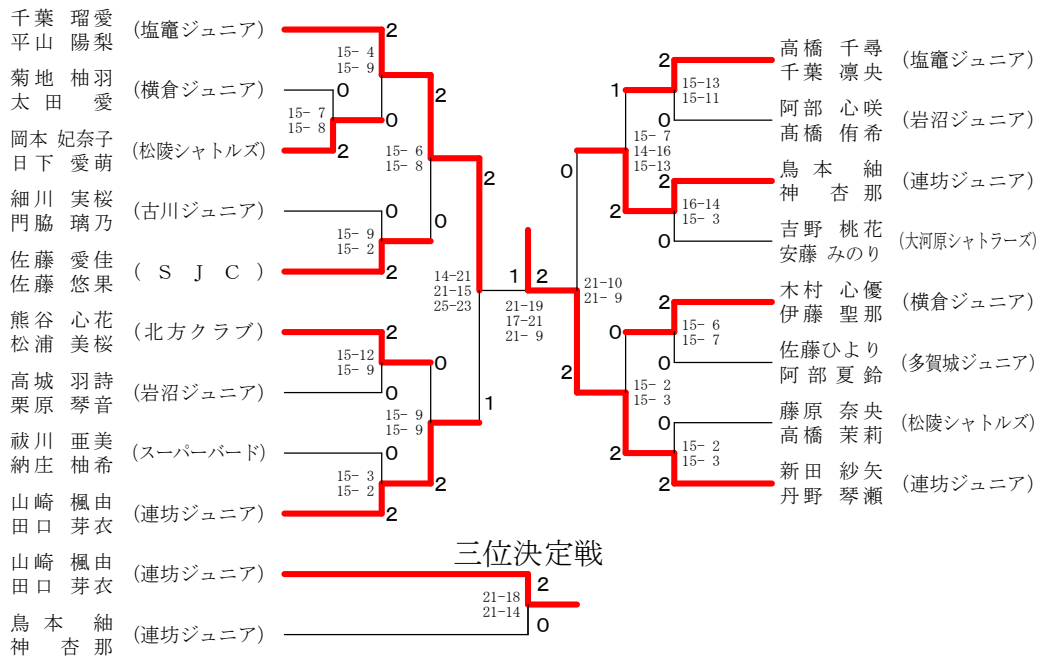 千葉 瑠愛
平山 陽梨
(塩竈ジュニア)
2
15- 4
15- 9
菊地 柚羽
太田 愛
(横倉ジュニア)
0
15- 7
15- 8
0
岡本 妃奈子
日下 愛萌
(松陵シャトルズ)
2
2
15- 6
15- 8
細川 実桜
門脇 璃乃
(古川ジュニア)
0
15- 9
15- 2
0
佐藤 愛佳
佐藤 悠果
(SJC)
2
2
14-21
21-15
25-23
熊谷 心花
松浦 美桜
(北方クラブ)
2
15-12
15- 9
0
高城 羽詩
栗原 琴音
(岩沼ジュニア)
0
15- 9
15- 9
1
祓川 亜美
納庄 柚希
(スーパーバード)
0
15- 3
15- 2
2
山崎 楓由
田口 芽衣
(連坊ジュニア)
2
1
2
21-19
17-21
21- 9
高橋 千尋
千葉 凛央
(塩竈ジュニア)
2
15-13
15-11
1
阿部 心咲
髙橋 侑希
(岩沼ジュニア)
0
15- 7
14-16
15-13
0
鳥本 紬
神 杏那
(連坊ジュニア)
2
16-14
15- 3
2
吉野 桃花
安藤 みのり
(大河原シャトラーズ)
0
21-10
21- 9
木村 心優
伊藤 聖那
(横倉ジュニア)
2
15- 6
15- 7
0
佐藤ひより
阿部 夏鈴
(多賀城ジュニア)
0
2
15- 2
15- 3
藤原 奈央
高橋 茉莉
(松陵シャトルズ)
0
15- 2
15- 3
2
新田 紗矢
丹野 琴瀬
(連坊ジュニア)
2
三位決定戦
山崎 楓由
田口 芽衣
(連坊ジュニア)
2
21-18
21-14
鳥本 紬
神 杏那
(連坊ジュニア)
0